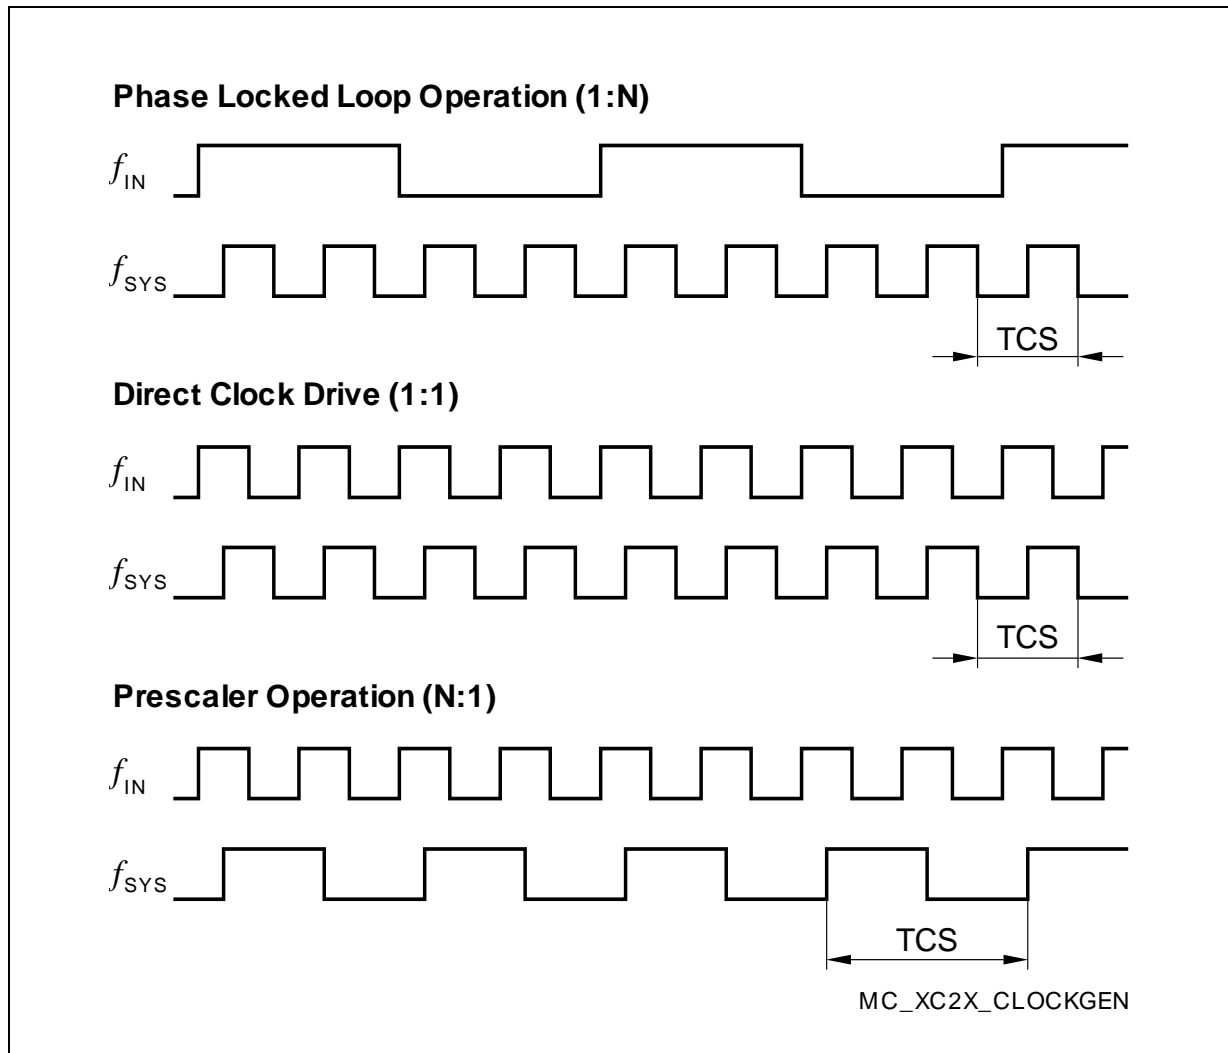 Phase Locked Loop Operation (1:N)
fIN
fSYS
TCS
Direct Clock Drive (1:1)
fIN
fSYS
TCS
Prescaler Operation (N:1)
fIN
fSYS
TCS
MC_XC2X_CLOCKGEN